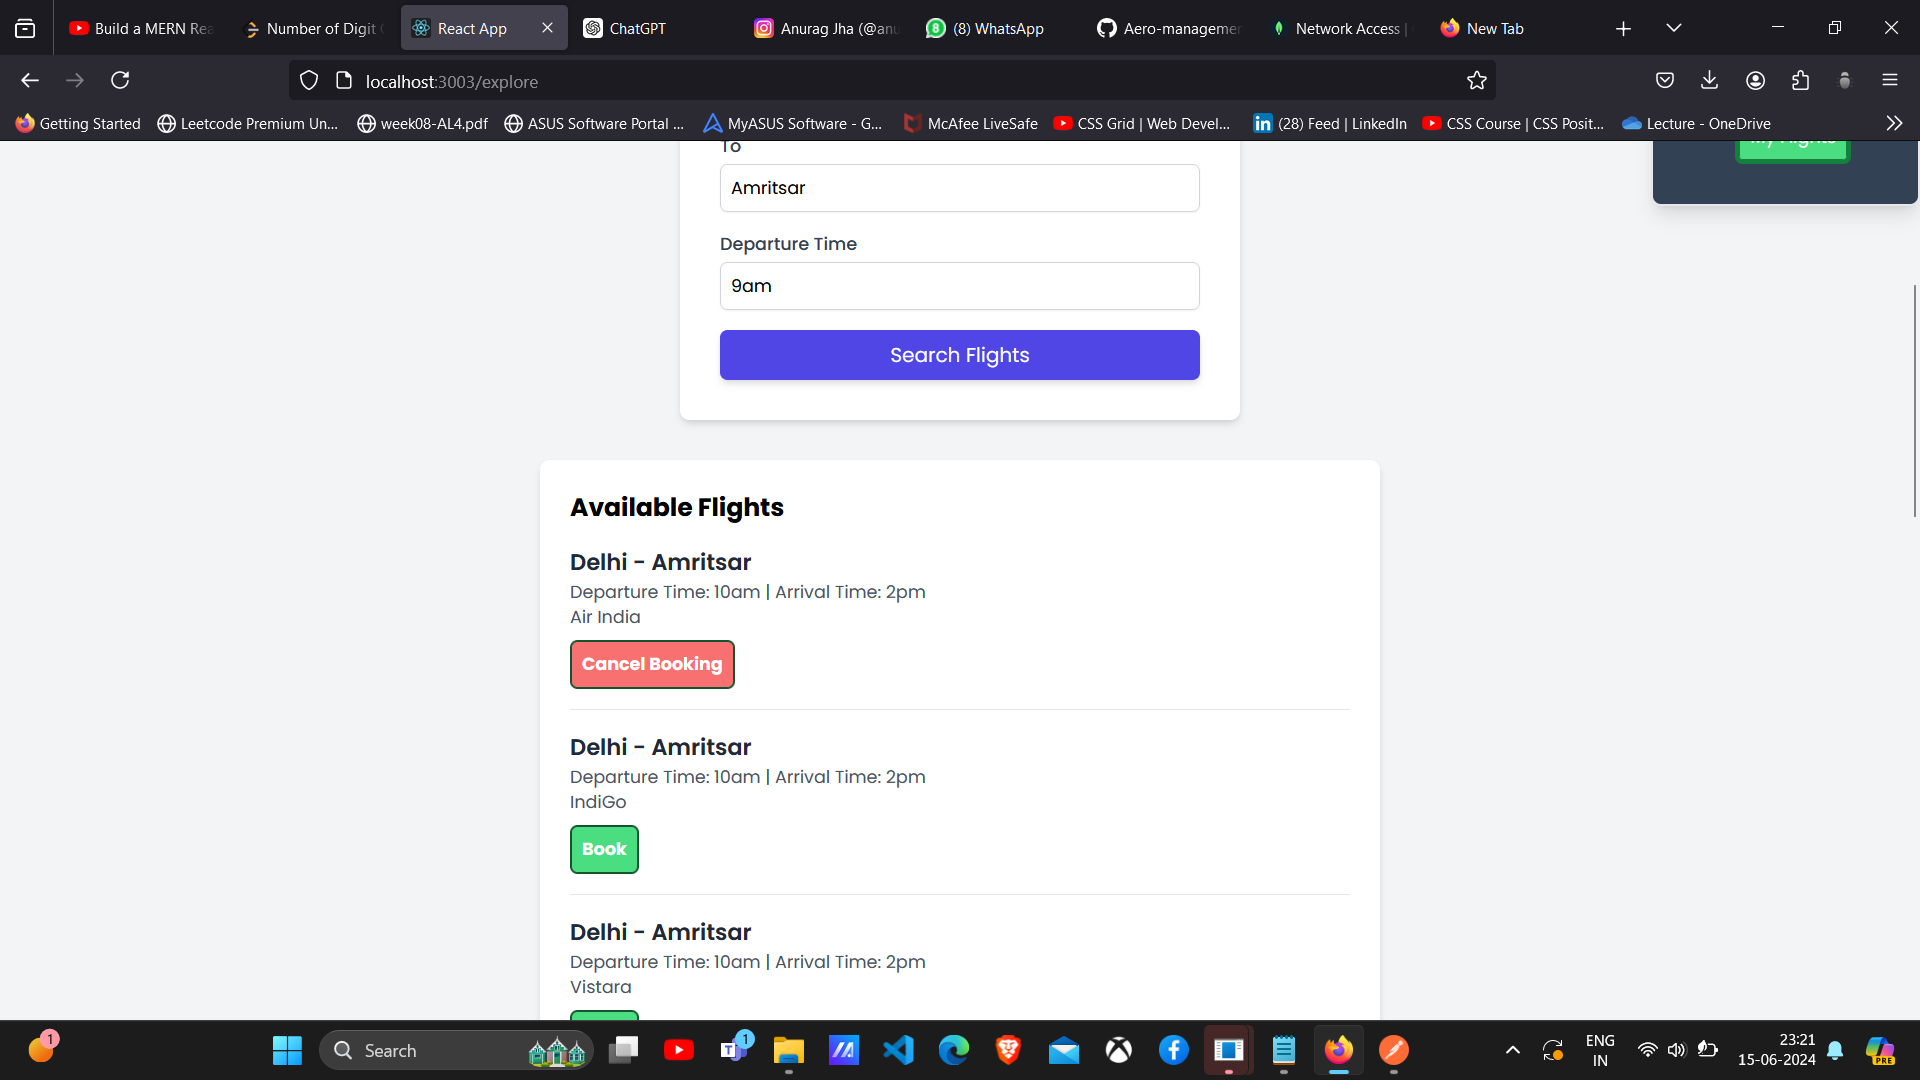 Build a MERN Rea
Number of Digit
React App
ChatGPT
Anurag Jha (@anu
(8) WhatsApp
Aero-managemen
Network Access |
New Tab
localhost:3003/explore
Getting Started
Leetcode Premium Un...
week08-AL4.pdf
ASUS Software Portal ...
MyASUS Software - G...
McAfee LiveSafe
CSS Grid | Web Devel...
(28) Feed | LinkedIn
CSS Course | CSS Posit...
Lecture - OneDrive
To
My Flights
Amritsar
Departure Time
9am
Search Flights
Available Flights
Delhi - Amritsar
Departure Time: 10am | Arrival Time: 2pm
Air India
Cancel Booking
Delhi - Amritsar
Departure Time: 10am | Arrival Time: 2pm
IndiGo
Book
Delhi - Amritsar
Departure Time: 10am | Arrival Time: 2pm
Vistara
1
Search
1
PRE
ENG
IN
23:21
15-06-2024